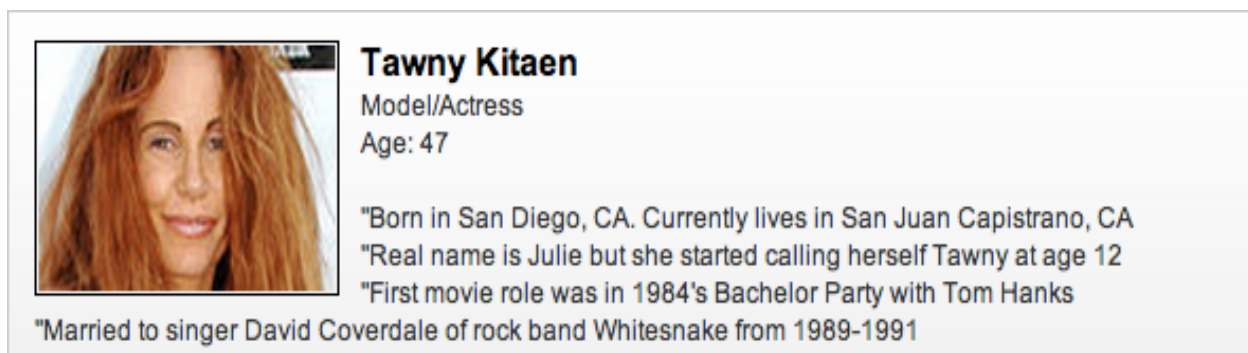 Tawny Kitaen
Model/Actress
Age: 47
"Born in San Diego, CA. Currently lives in San Juan Capistrano, CA
"Real name is Julie but she started calling herself Tawny at age 12
"First movie role was in 1984's Bachelor Party with Tom Hanks
"Married to singer David Coverdale of rock band Whitesnake from 1989-1991